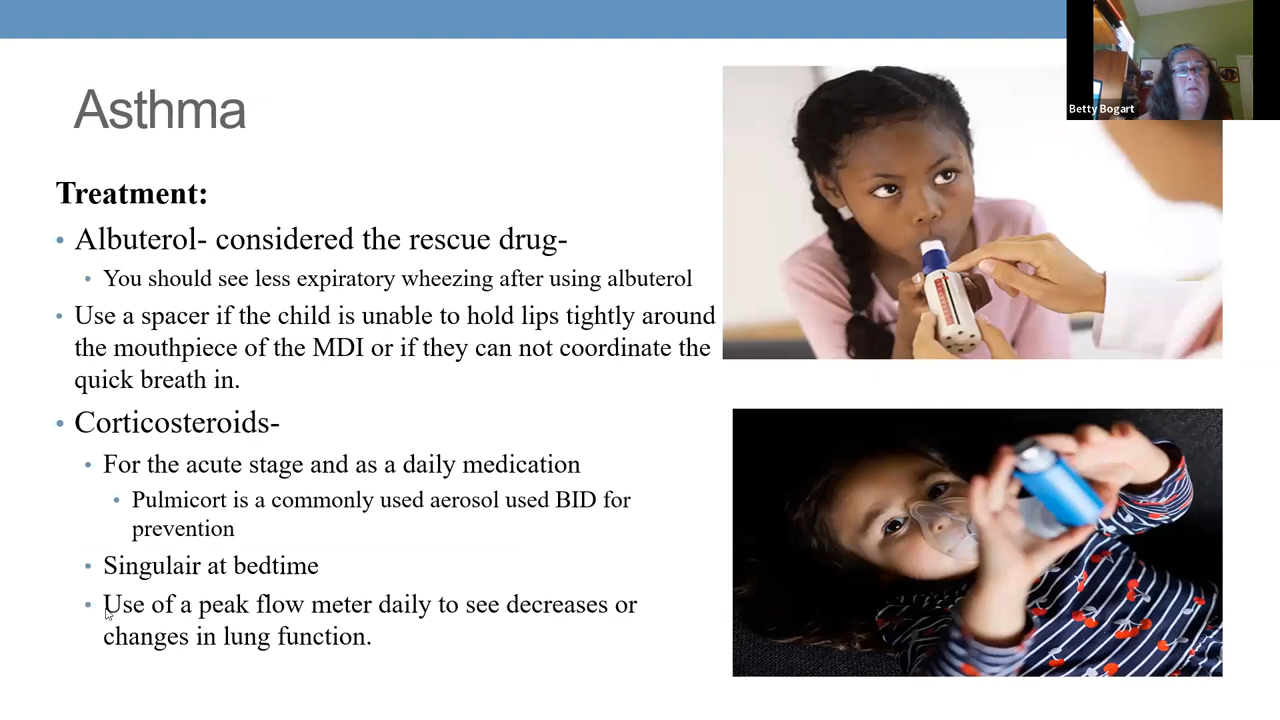 Asthma
Betty Bogart
Treatment:
• Albuterol- considered the rescue drug-
• You should see less expiratory wheezing after using albuterol
• Use a spacer if the child is unable to hold lips tightly around
the mouthpiece of the MDI or if they can not coordinate the
quick breath in.
• Corticosteroids-
• For the acute stage and as a daily medication
• Pulmicort is a commonly used aerosol used BID for
prevention
• Singulair at bedtime
• Use of a peak flow meter daily to see decreases or
changes in lung function.